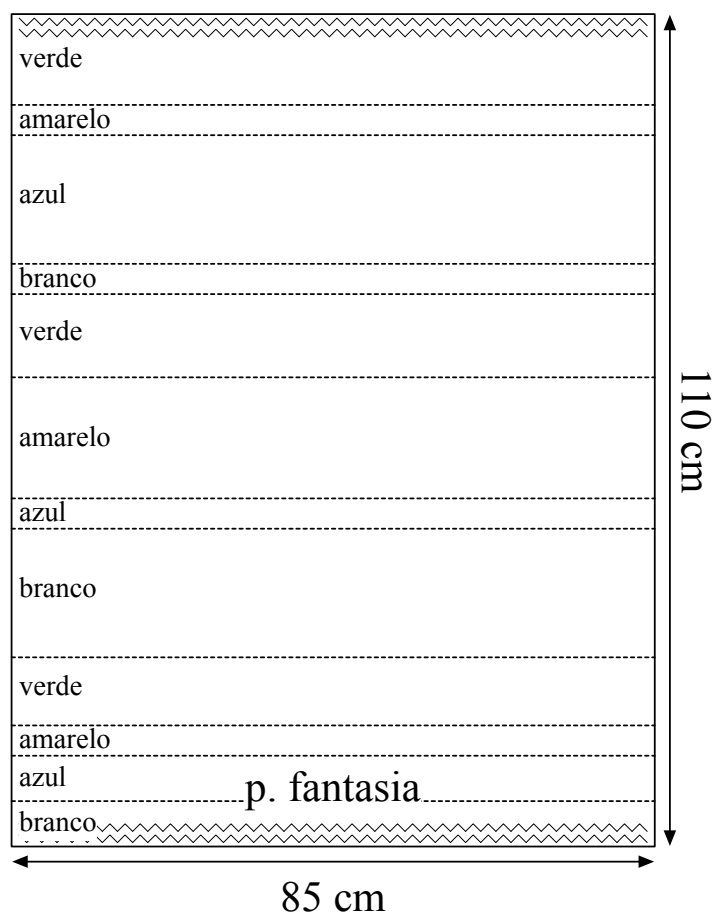 verde
amarelo
azul
branco
verde
amarelo
azul
branco
verde
amarelo
azul
p. fantasia
branco
110 cm
85 cm